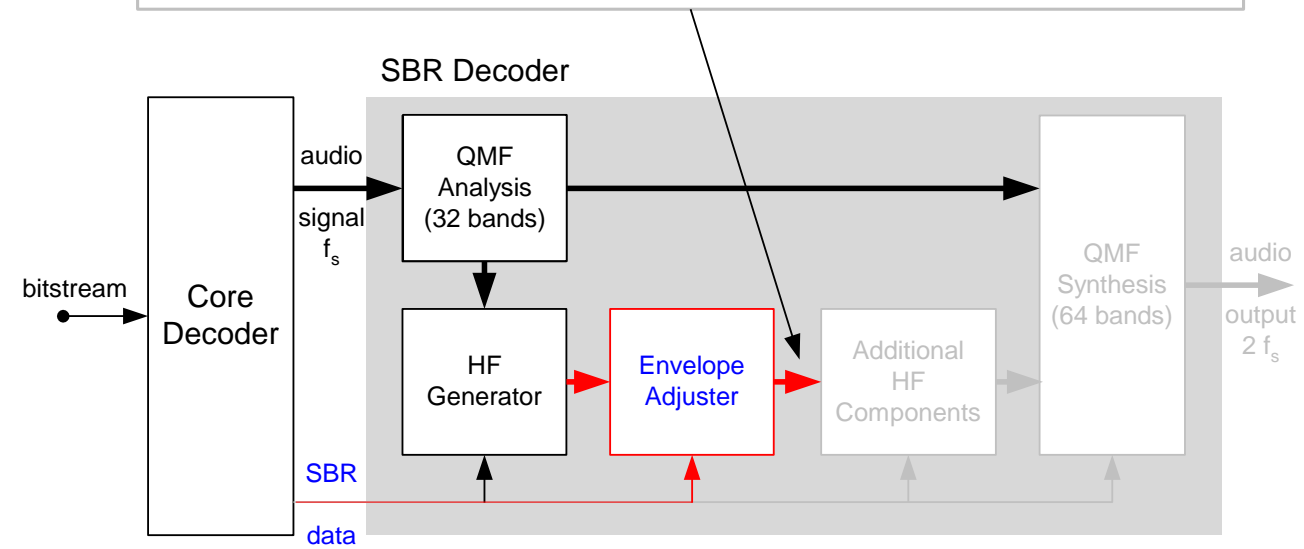 SBR Decoder
bitstream
Core
Decoder
audio
signal
fs
QMF
Analysis
(32 bands)
HF
Generator
Envelope
Adjuster
Additional
HF
Components
QMF
Synthesis
(64 bands)
audio
output
2 fs
SBR
data